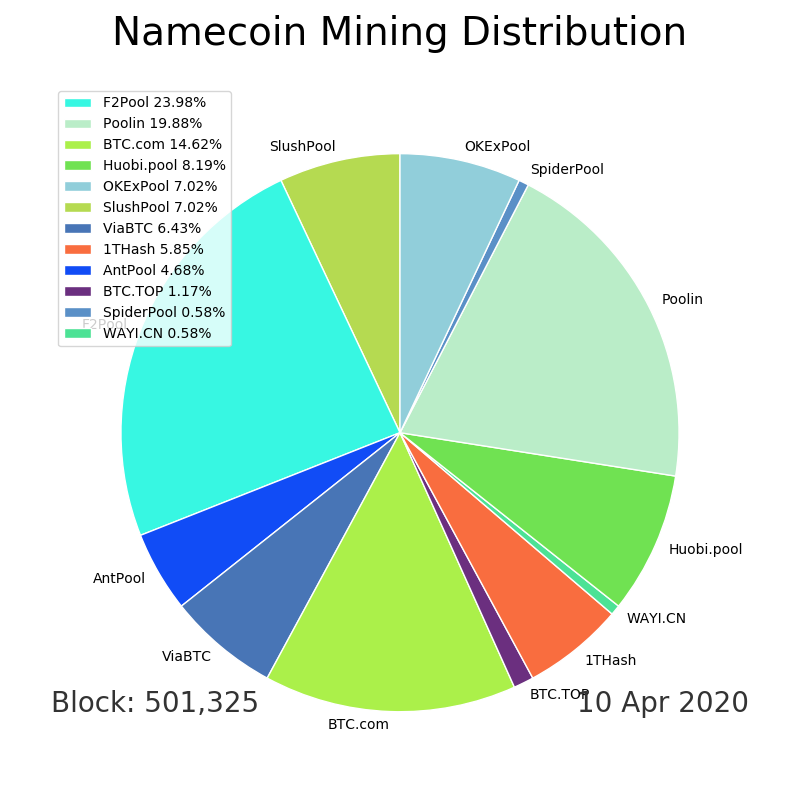 Namecoin Mining Distribution
F2Pool 23.98%
Poolin 19.88%
BTC.com 14.62%
Huobi.pool 8.19%
OKExPool 7.02%
SlushPool 7.02%
ViaBTC 6.43%
1THash 5.85%
AntPool 4.68%
BTC.TOP 1.17%
SpiderPool 0.58%
WAYI.CN 0.58%
SlushPool
OKExPool
SpiderPool
Poolin
F2Pool
Huobi.pool
AntPool
WAYI.CN
ViaBTC
1THash
BTC.TOP
BTC.com
Block: 501,325
10 Apr 2020